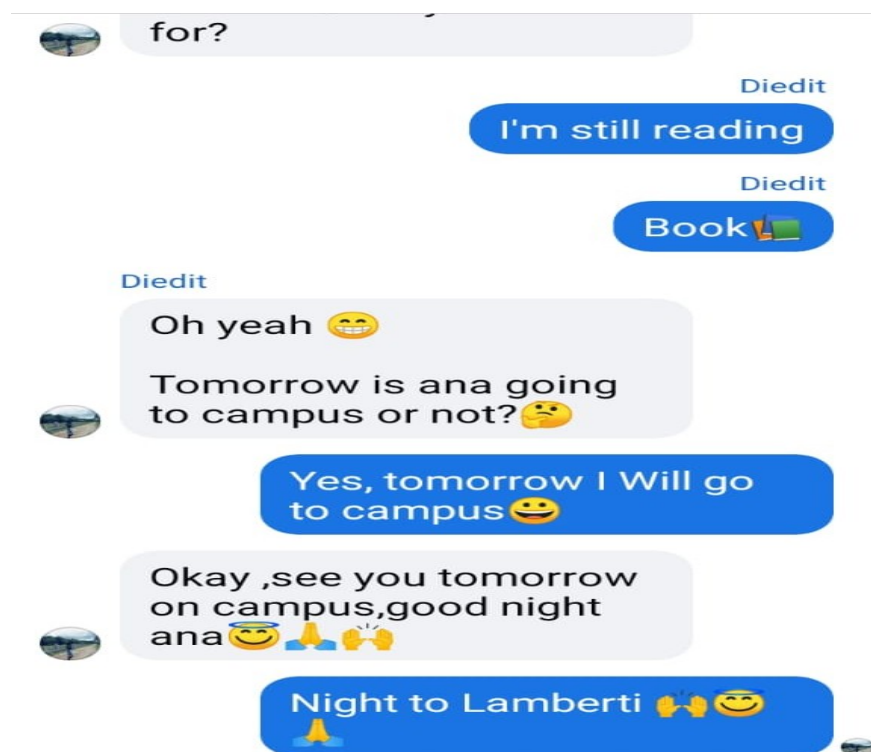 for?
Diedit
I'm still reading
Diedit
Book📚
Diedit
Oh yeah 😁
Tomorrow is ana going
to campus or not?🤔
Yes, tomorrow I Will go
to campus😀
Okay ,see you tomorrow
on campus,good night
ana😇🙏🙌
Night to Lamberti 🙌😇
🙏